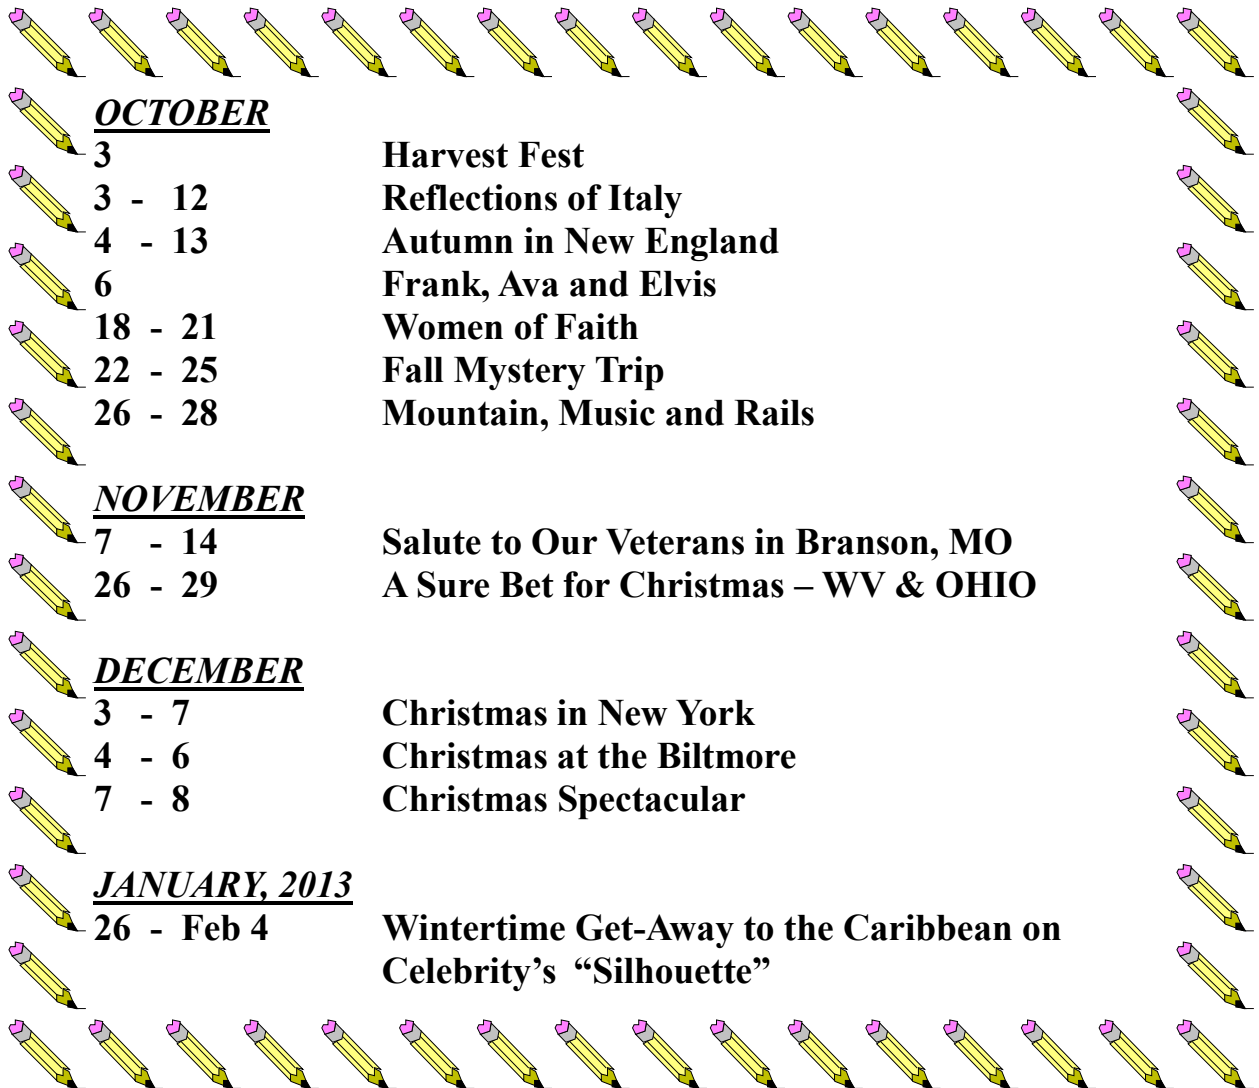 OCTOBER
3 Harvest Fest
3 - 12 Reflections of Italy
4 - 13 Autumn in New England
6 Frank, Ava and Elvis
18 - 21 Women of Faith
22 - 25 Fall Mystery Trip
26 - 28 Mountain, Music and Rails
NOVEMBER
7 - 14 Salute to Our Veterans in Branson, MO
26 - 29 A Sure Bet for Christmas – WV & OHIO
DECEMBER
3 - 7 Christmas in New York
4 - 6 Christmas at the Biltmore
7 - 8 Christmas Spectacular
JANUARY, 2013
26 - Feb 4 Wintertime Get-Away to the Caribbean on
Celebrity’s “Silhouette”